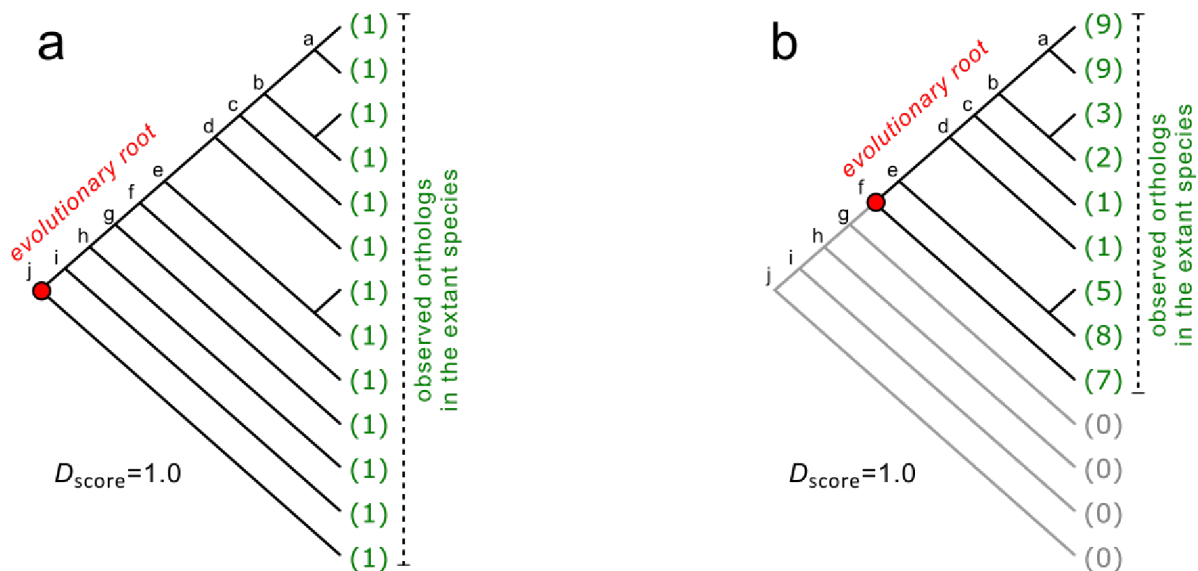 a
evolutionary root
a
b
c
d
e
f
g
h
i
j
(1)
(1)
(1)
(1)
(1)
(1)
(1)
(1)
(1)
(1)
(1)
(1)
(1)
observed orthologs
in the extant species
Dscore=1.0
b
evolutionary root
a
b
c
d
e
f
g
h
i
j
(9)
(9)
(3)
(2)
(1)
(1)
(5)
(8)
(7)
(0)
(0)
(0)
(0)
observed orthologs
in the extant species
Dscore=1.0